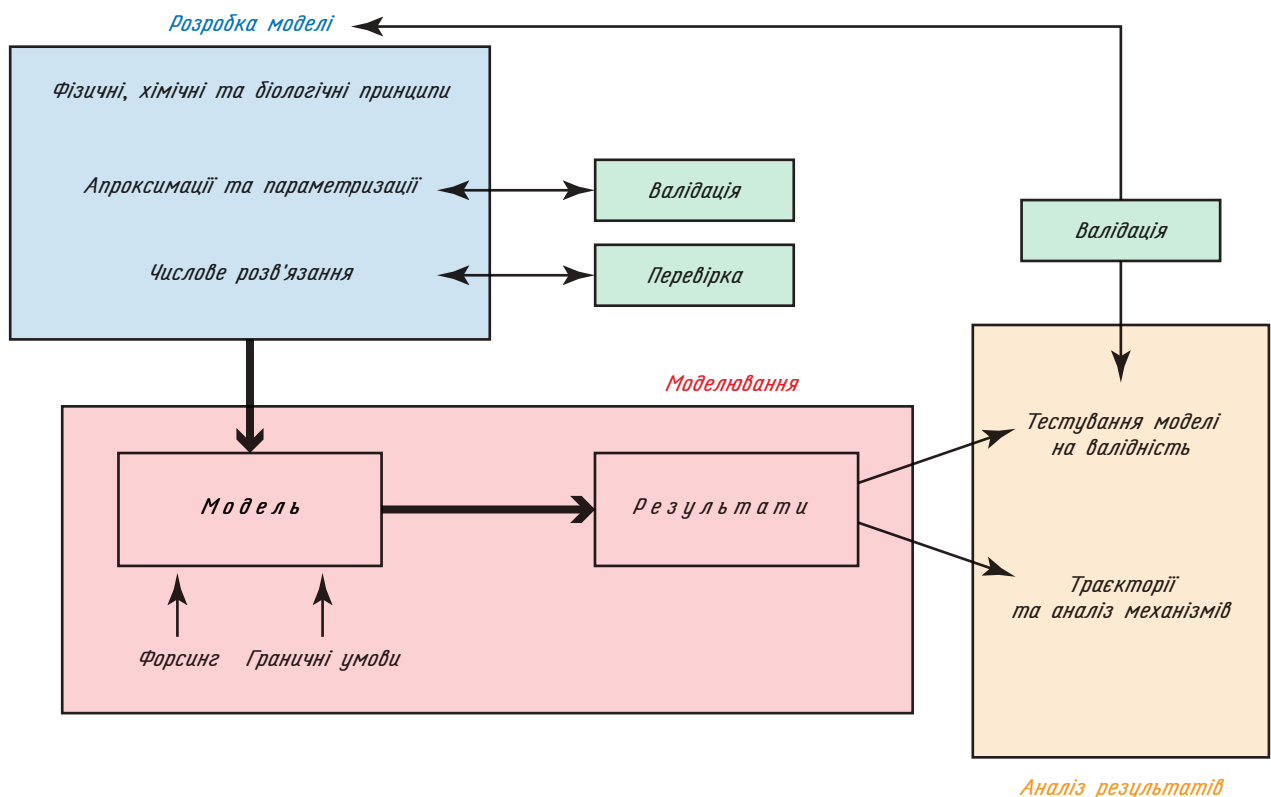 Розробка моделі
Фізичні, хімічні та біологічні принципи
Апроксимації та параметризації
Валідація
Числове розв'язання
Перевірка
Валідація
Моделювання
Модель
Результати
Форсинг
Граничні умови
Тестування моделі
на валідність
Траєкторії
та аналіз механізмів
Аналіз результатів